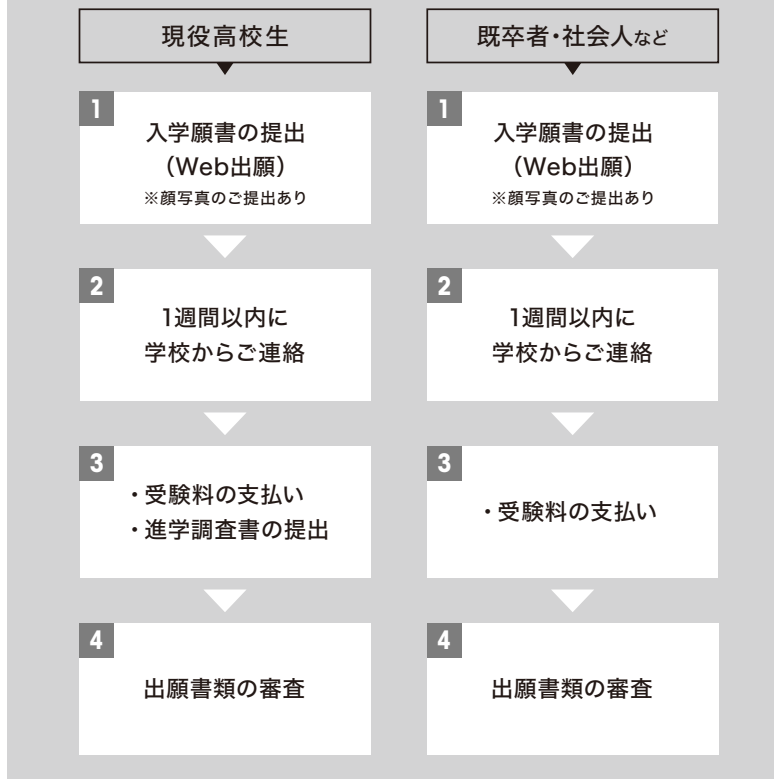 現役高校生
1
入学願書の提出
（Web出願）
※顔写真のご提出あり
2
1週間以内に
学校からご連絡
3
・受験料の支払い
・進学調査書の提出
4
出願書類の審査
既卒者・社会人など
1
入学願書の提出
（Web出願）
※顔写真のご提出あり
2
1週間以内に
学校からご連絡
3
・受験料の支払い
4
出願書類の審査